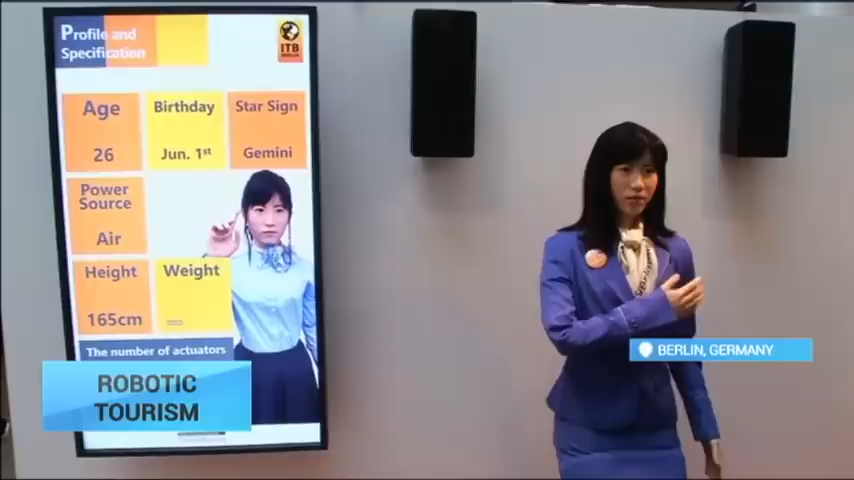 Profile and
Specification
ITB
BERLIN
Age
26
Birthday
Jun. 1st
Star Sign
Gemini
Power
Source
Air
Height
165cm
Weight
The number of actuators
ROBOTIC
TOURISM
BERLIN, GERMANY